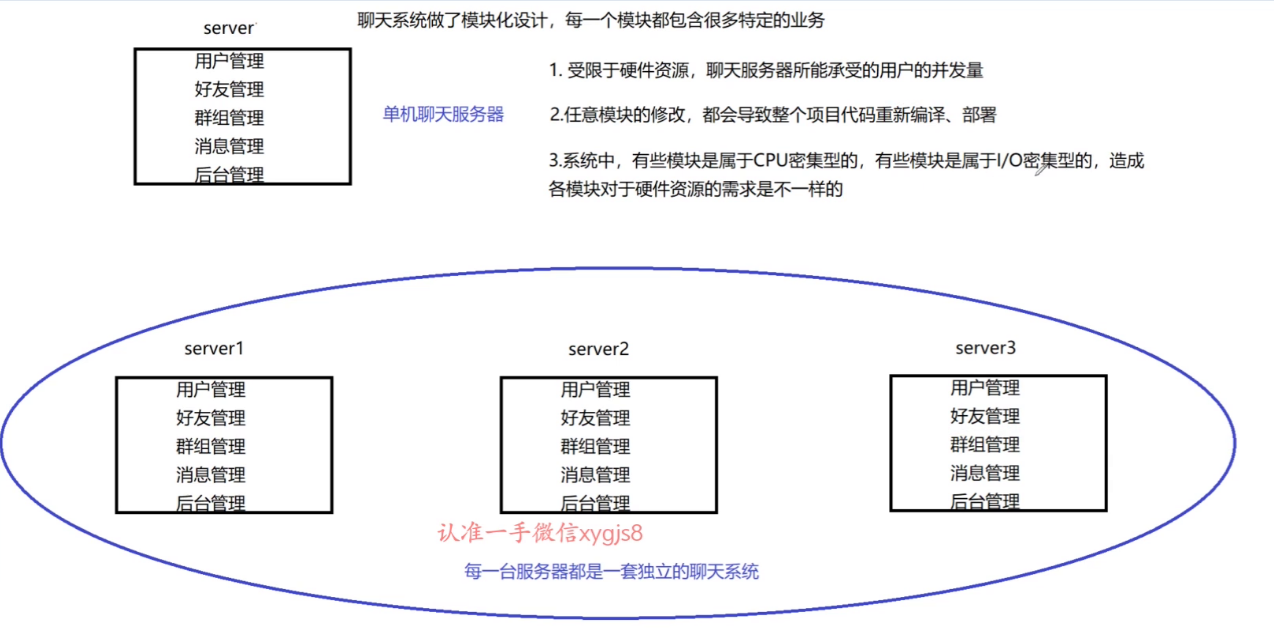 server
聊天系统做了模块化设计，每一个模块都包含很多特定的业务
用户管理
好友管理
群组管理
消息管理
后台管理
单机聊天服务器
1. 受限于硬件资源，聊天服务器所能承受的用户的并发量
2.任意模块的修改，都会导致整个项目代码重新编译、部署
3.系统中，有些模块是属于CPU密集型的，有些模块是属于I/O密集型的，造成
各模块对于硬件资源的需求是不一样的
server1
用户管理
好友管理
群组管理
消息管理
后台管理
server2
用户管理
好友管理
群组管理
消息管理
后台管理
server3
用户管理
好友管理
群组管理
消息管理
后台管理
认准一手微信xygjs8
每一台服务器都是一套独立的聊天系统